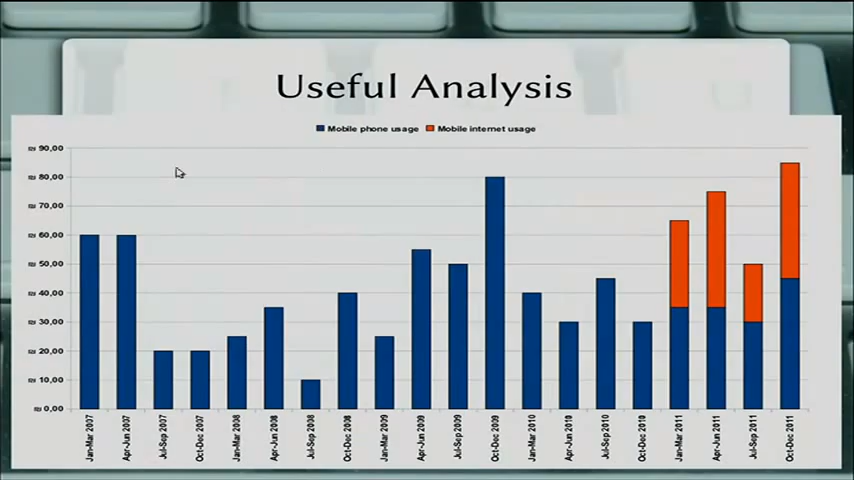 Useful Analysis
Mobile phone usage Mobile internet usage
₪ 90,00
₪ 80,00
₪ 70,00
₪ 60,00
₪ 50,00
₪ 40,00
₪ 30,00
₪ 20,00
₪ 10,00
₪ 0,00
Jan-Mar 2007
Apr-Jun 2007
Jul-Sep 2007
Oct-Dec 2007
Jan-Mar 2008
Apr-Jun 2008
Jul-Sep 2008
Oct-Dec 2008
Jan-Mar 2009
Apr-Jun 2009
Jul-Sep 2009
Oct-Dec 2009
Jan-Mar 2010
Apr-Jun 2010
Jul-Sep 2010
Oct-Dec 2010
Jan-Mar 2011
Apr-Jun 2011
Jul-Sep 2011
Oct-Dec 2011